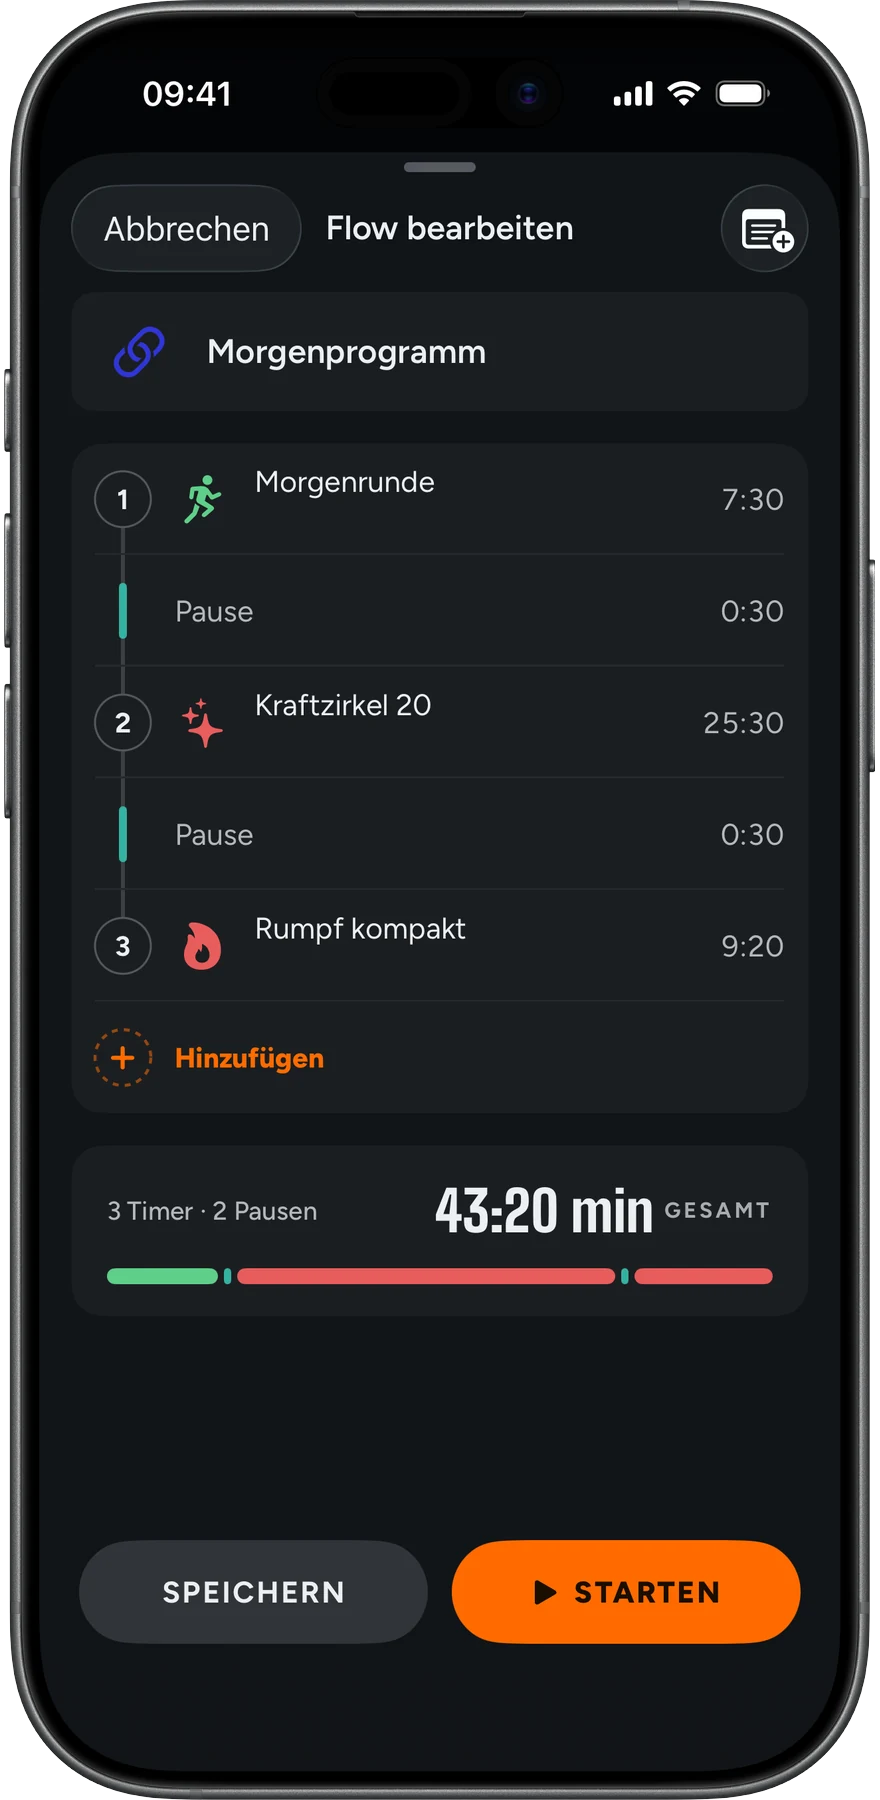 09:41
Abbrechen Flow bearbeiten
Morgenprogramm
1 Morgenrunde 7:30
Pause 0:30
2 Kraftzirkel 20 25:30
Pause 0:30
3 Rumpf kompakt 9:20
+ Hinzufügen
3 Timer · 2 Pausen 43:20 min GESAMT
SPEICHERN STARTEN